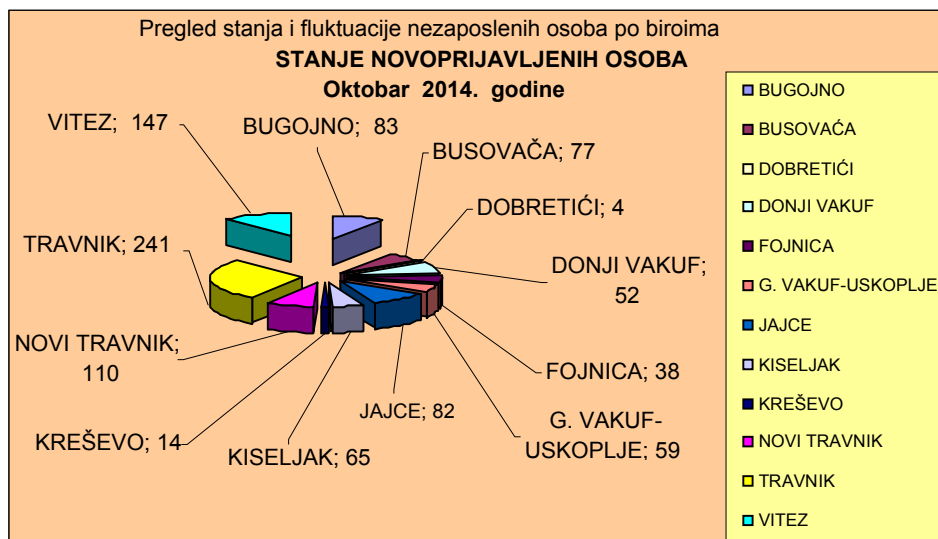 Pregled stanja i fluktuacije nezaposlenih osoba po biroima
STANJE NOVOPRIJAVLJENIH OSOBA
Oktobar 2014. godine
VITEZ; 147
BUGOJNO; 83
BUSOVAČA; 77
DOBRETIĆI; 4
DONJI VAKUF;
52
FOJNICA; 38
G. VAKUF-
USKOPLJE; 59
JAJCE; 82
KISELJAK; 65
KREŠEVO; 14
NOVI TRAVNIK;
110
TRAVNIK; 241
BUGOJNO
BUSOVAĆA
DOBRETIĆI
DONJI VAKUF
FOJNICA
G. VAKUF-USKOPLJE
JAJCE
KISELJAK
KREŠEVO
NOVI TRAVNIK
TRAVNIK
VITEZ